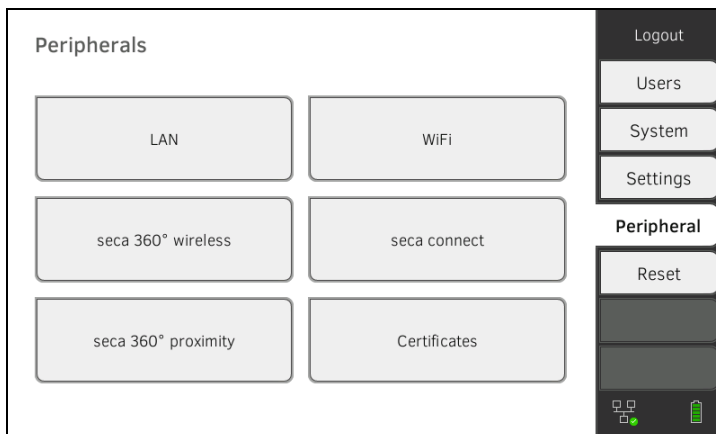 Peripherals
LAN
WiFi
seca 360° wireless
seca connect
seca 360° proximity
Certificates
Logout
Users
System
Settings
Peripheral
Reset